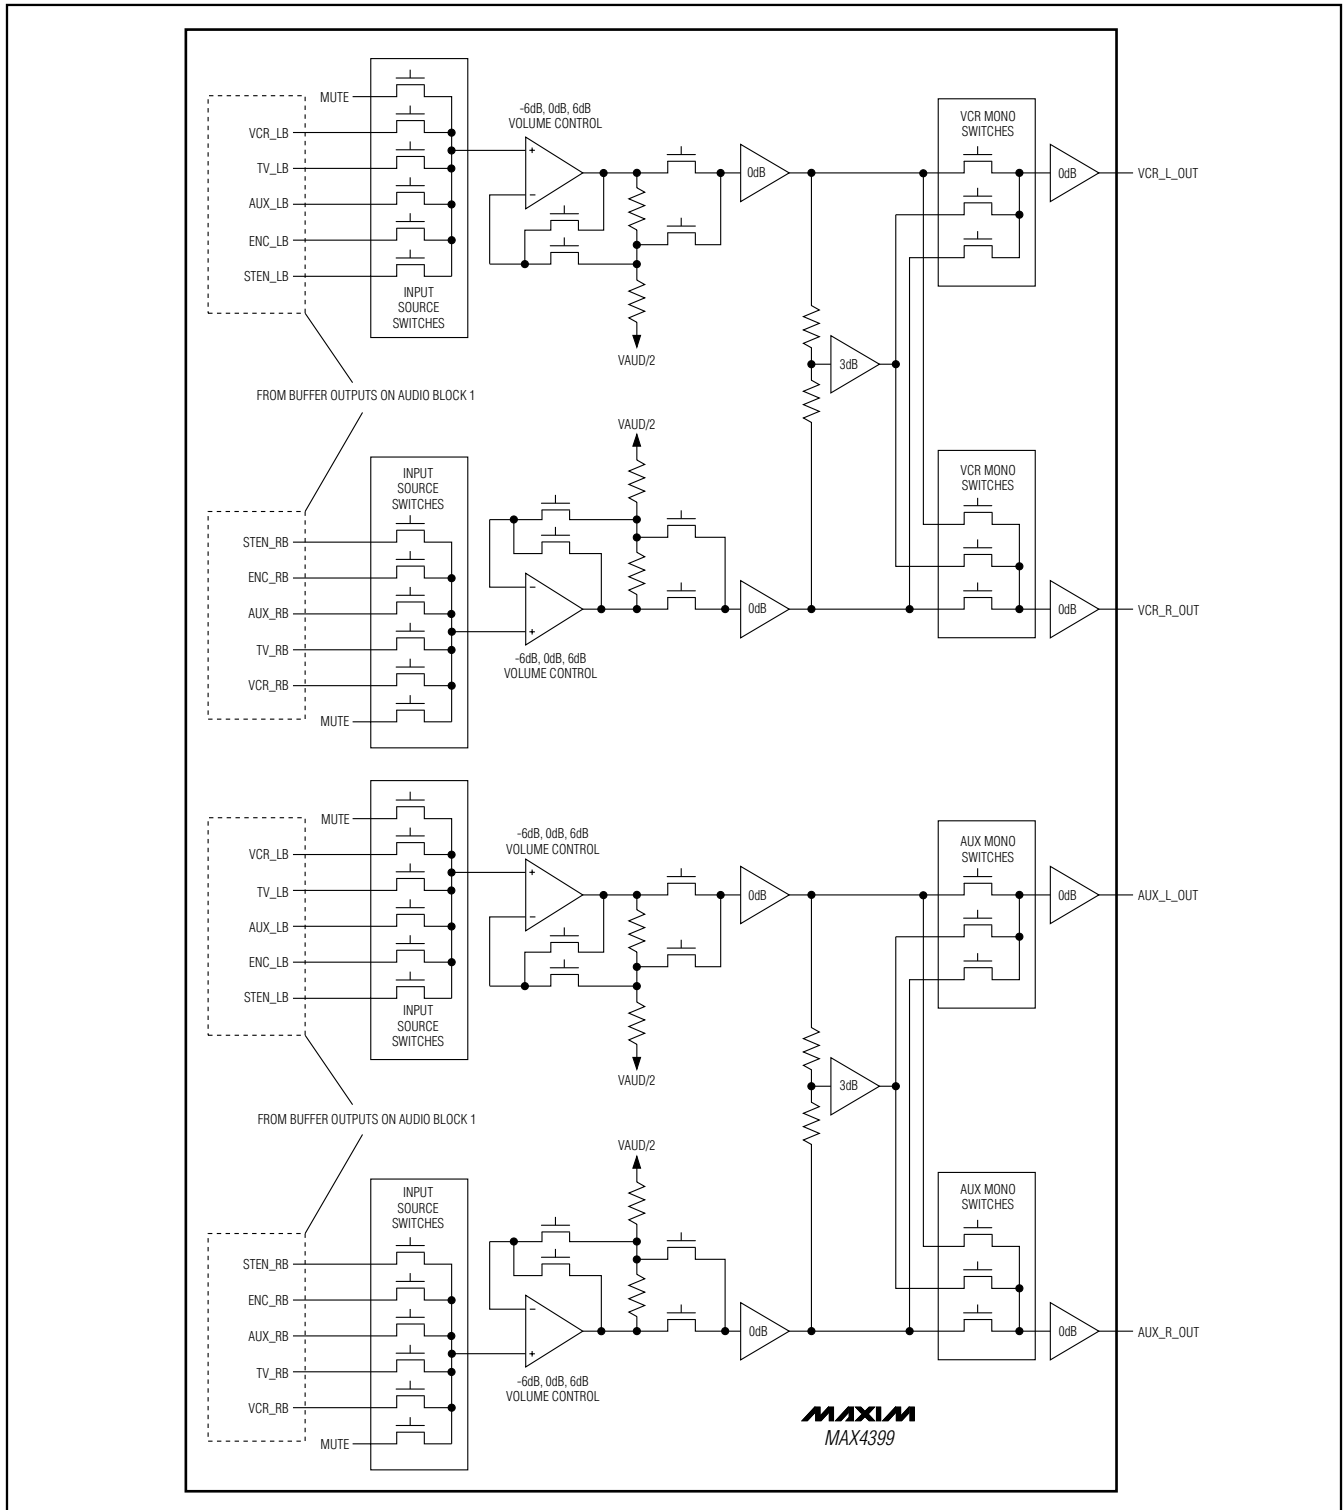 MUTE
VCR_LB
TV_LB
AUX_LB
ENC_LB
STEN_LB
INPUT
SOURCE
SWITCHES
-6dB, 0dB, 6dB
VOLUME CONTROL
VAUD/2
0dB
3dB
VCR MONO
SWITCHES
0dB
VCR_L_OUT
FROM BUFFER OUTPUTS ON AUDIO BLOCK 1
INPUT
SOURCE
SWITCHES
STEN_RB
ENC_RB
AUX_RB
TV_RB
VCR_RB
MUTE
VAUD/2
-6dB, 0dB, 6dB
VOLUME CONTROL
0dB
VCR MONO
SWITCHES
0dB
VCR_R_OUT
MUTE
VCR_LB
TV_LB
AUX_LB
ENC_LB
STEN_LB
INPUT
SOURCE
SWITCHES
-6dB, 0dB, 6dB
VOLUME CONTROL
VAUD/2
0dB
3dB
AUX MONO
SWITCHES
0dB
AUX_L_OUT
FROM BUFFER OUTPUTS ON AUDIO BLOCK 1
INPUT
SOURCE
SWITCHES
STEN_RB
ENC_RB
AUX_RB
TV_RB
VCR_RB
MUTE
VAUD/2
-6dB, 0dB, 6dB
VOLUME CONTROL
0dB
AUX MONO
SWITCHES
0dB
AUX_R_OUT
MAXIM
MAX4399